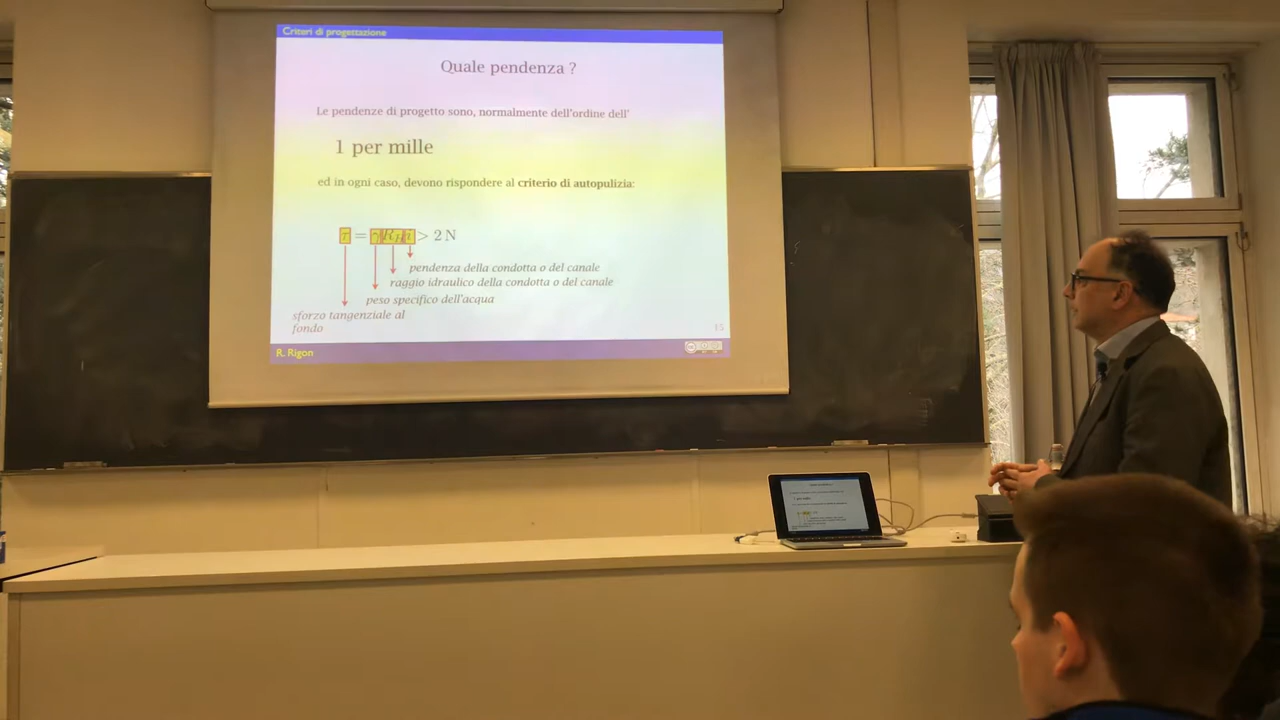 Criteri di progettazione
Quale pendenza ?
Le pendenze di progetto sono, normalmente dell'ordine dell'
1 per mille
ed in ogni caso, devono rispondere al criterio di autopulizia:
τ = γ R_H i > 2 N
pendenza della condotta o del canale
raggio idraulico della condotta o del canale
peso specifico dell'acqua
sforzo tangenziale al
fondo
15
R. Rigon